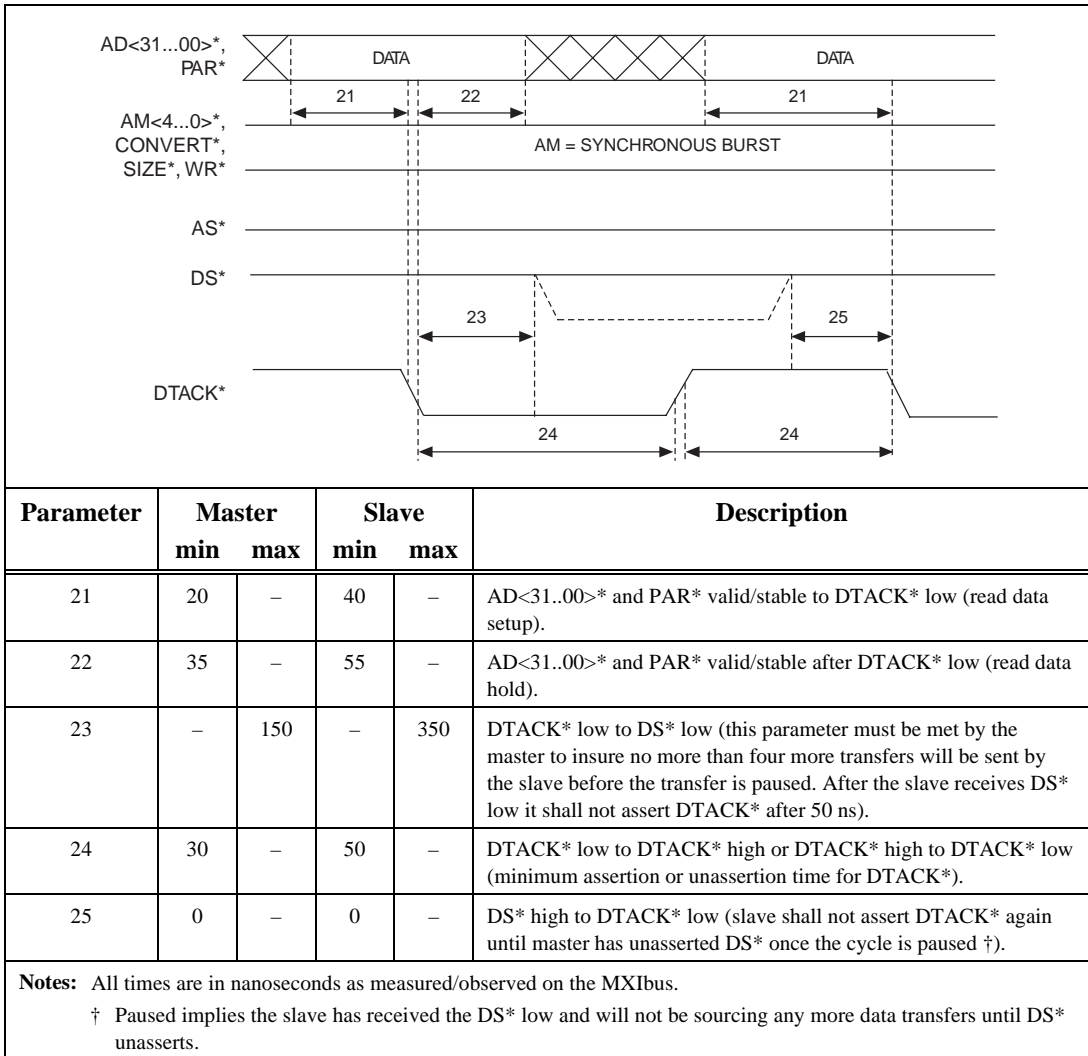 AD<31...00>*,
PAR*
DATA
DATA
21
22
21
AM<4...0>*,
CONVERT*,
SIZE*, WR*
AM = SYNCHRONOUS BURST
AS*
DS*
23
25
DTACK*
24
24
Parameter Master Slave Description
min max min max
21 20 – 40 – AD<31..00>* and PAR* valid/stable to DTACK* low (read data
setup).
22 35 – 55 – AD<31..00>* and PAR* valid/stable after DTACK* low (read data
hold).
23 – 150 – 350 DTACK* low to DS* low (this parameter must be met by the
master to insure no more than four more transfers will be sent by
the slave before the transfer is paused. After the slave receives DS*
low it shall not assert DTACK* after 50 ns).
24 30 – 50 – DTACK* low to DTACK* high or DTACK* high to DTACK* low
(minimum assertion or unassertion time for DTACK*).
25 0 – 0 – DS* high to DTACK* low (slave shall not assert DTACK* again
until master has unasserted DS* once the cycle is paused †).
Notes: All times are in nanoseconds as measured/observed on the MXIbus.
† Paused implies the slave has received the DS* low and will not be sourcing any more data transfers until DS*
unasserts.